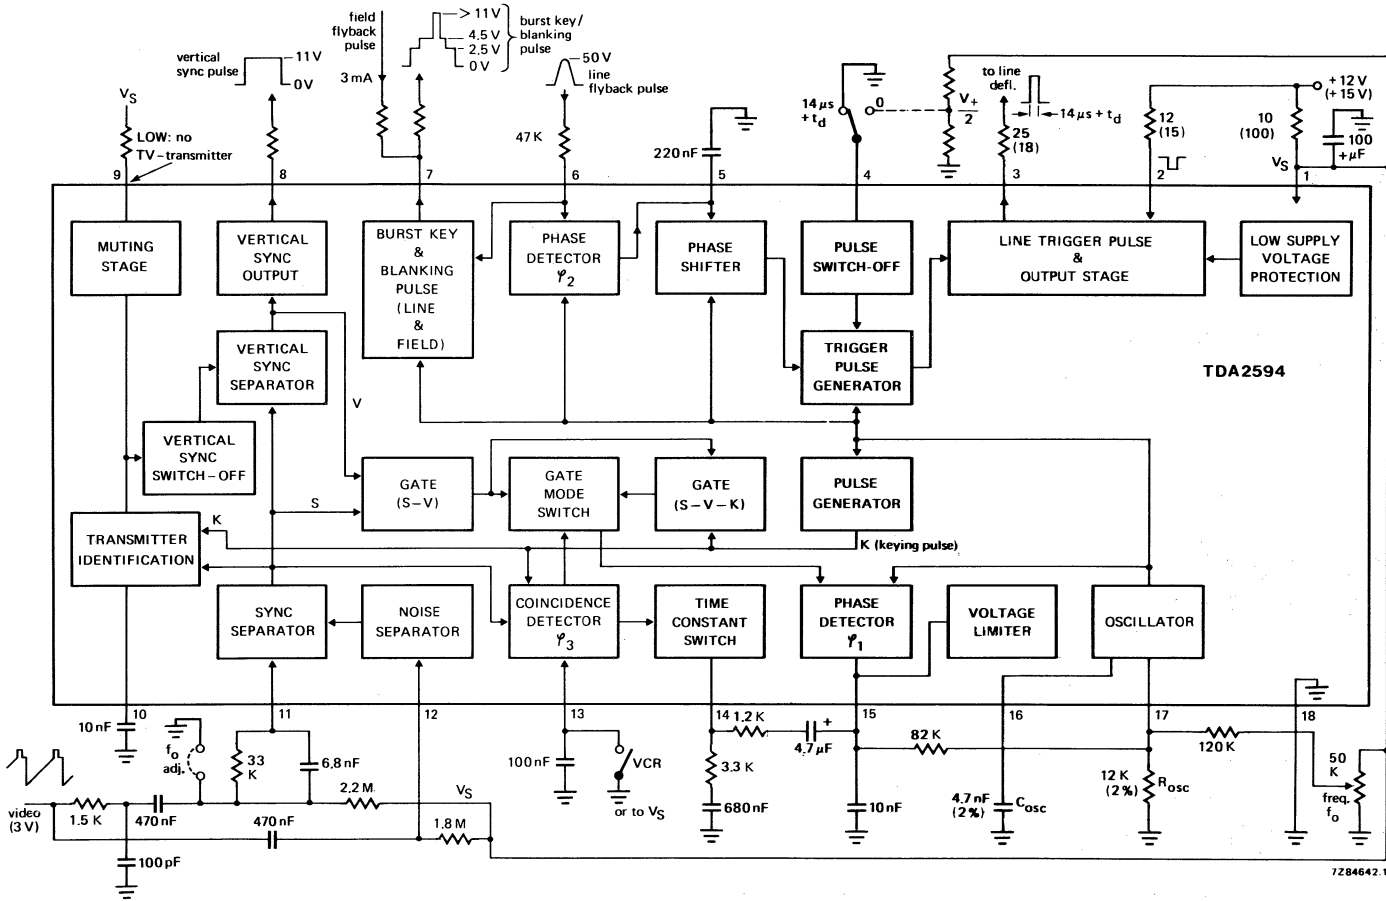 field
flyback
pulse
> 11 V
4.5 V
2.5 V
0 V
burst key/
blanking
pulse
vertical
sync pulse
11 V
0 V
3 mA
50 V
line
flyback pulse
14 μs
+ td
0
V+
2
to line
defl.
14 μs + td
+ 12 V
(+ 15 V)
VS
LOW: no
TV-transmitter
47 K
220 nF
25
(18)
12
(15)
10
(100)
100
+ μF
VS
9
8
7
6
5
4
3
2
1
MUTING
STAGE
VERTICAL
SYNC
OUTPUT
BURST KEY
&
BLANKING
PULSE
(LINE
&
FIELD)
PHASE
DETECTOR
φ2
PHASE
SHIFTER
PULSE
SWITCH-OFF
LINE TRIGGER PULSE
&
OUTPUT STAGE
LOW SUPPLY
VOLTAGE
PROTECTION
VERTICAL
SYNC
SEPARATOR
TRIGGER
PULSE
GENERATOR
TDA2594
V
VERTICAL
SYNC
SWITCH-OFF
GATE
(S-V)
GATE
MODE
SWITCH
GATE
(S-V-K)
PULSE
GENERATOR
S
K
K (keying pulse)
TRANSMITTER
IDENTIFICATION
SYNC
SEPARATOR
NOISE
SEPARATOR
COINCIDENCE
DETECTOR
φ3
TIME
CONSTANT
SWITCH
PHASE
DETECTOR
φ1
VOLTAGE
LIMITER
OSCILLATOR
10
11
12
13
14
15
16
17
18
10 nF
fo
adj.
33
K
6.8 nF
100 nF
VCR
or to VS
1.2 K
4.7 μF
3.3 K
680 nF
82 K
10 nF
4.7 nF
(2%)
Cosc
12 K
(2%)
Rosc
120 K
50
K
freq.
fo
video
(3 V)
1.5 K
470 nF
2.2 M
VS
470 nF
1.8 M
100 pF
7Z84642.1